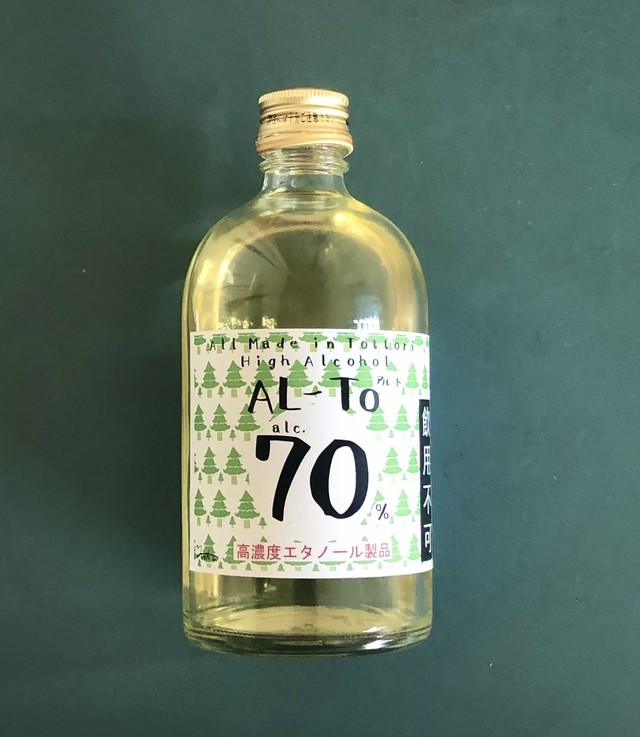 All Made in Tottori
High Alcohol
AL-To
アルト
alc.
70
%
飲用不可
高濃度エタノール製品